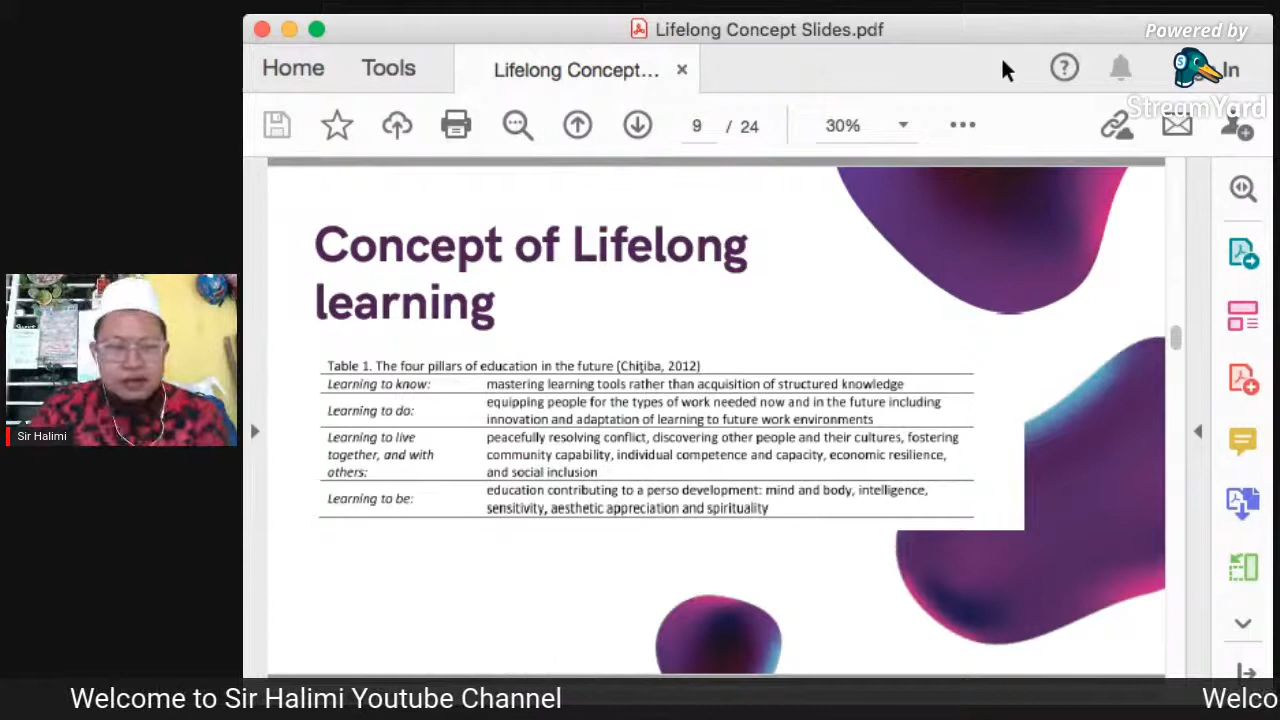 Lifelong Concept Slides.pdf
Powered by
Home Tools Lifelong Concept... In
StreamYard
9 / 24 30%
Concept of Lifelong
learning
Table 1. The four pillars of education in the future (Chiţiba, 2012)
Learning to know: mastering learning tools rather than acquisition of structured knowledge
Learning to do: equipping people for the types of work needed now and in the future including
innovation and adaptation of learning to future work environments
Learning to live peacefully resolving conflict, discovering other people and their cultures, fostering
together, and with community capability, individual competence and capacity, economic resilience,
others: and social inclusion
Learning to be: education contributing to a perso development: mind and body, intelligence,
sensitivity, aesthetic appreciation and spirituality
Sir Halimi
Welcome to Sir Halimi Youtube Channel Welco